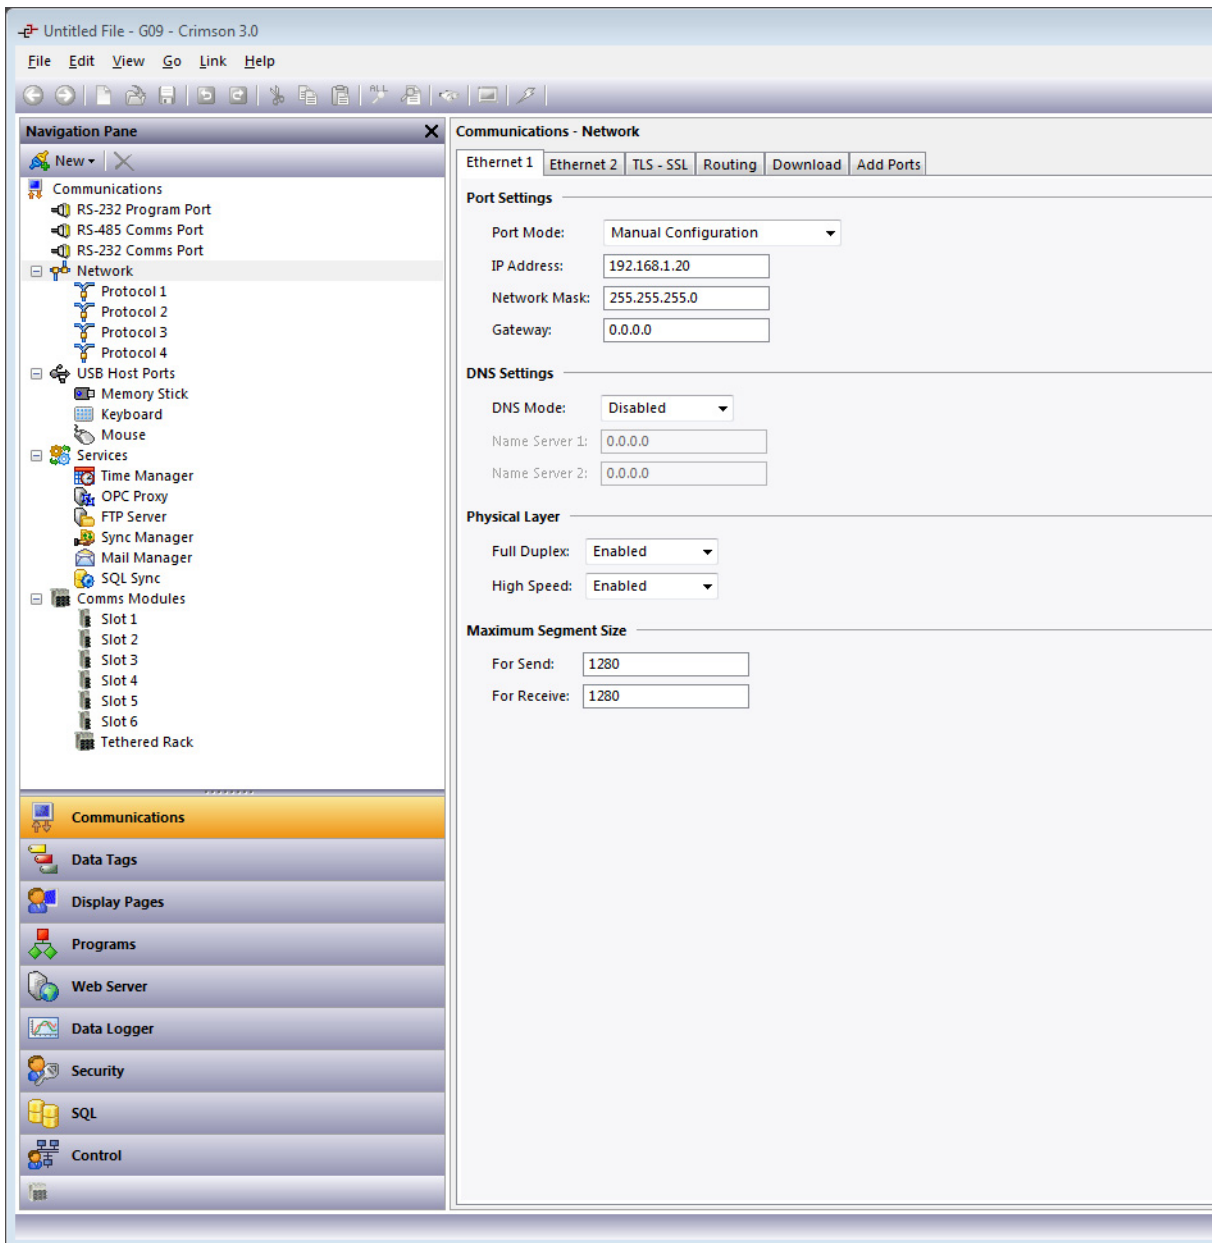 Untitled File - G09 - Crimson 3.0
File Edit View Go Link Help
ALL
Navigation Pane
New
Communications
RS-232 Program Port
RS-485 Comms Port
RS-232 Comms Port
Network
Protocol 1
Protocol 2
Protocol 3
Protocol 4
USB Host Ports
Memory Stick
Keyboard
Mouse
Services
Time Manager
OPC Proxy
FTP Server
Sync Manager
Mail Manager
SQL Sync
Comms Modules
Slot 1
Slot 2
Slot 3
Slot 4
Slot 5
Slot 6
Tethered Rack
Communications
Data Tags
Display Pages
Programs
Web Server
Data Logger
Security
SQL
Control
Communications - Network
Ethernet 1 Ethernet 2 TLS - SSL Routing Download Add Ports
Port Settings
Port Mode: Manual Configuration
IP Address: 192.168.1.20
Network Mask: 255.255.255.0
Gateway: 0.0.0.0
DNS Settings
DNS Mode: Disabled
Name Server 1: 0.0.0.0
Name Server 2: 0.0.0.0
Physical Layer
Full Duplex: Enabled
High Speed: Enabled
Maximum Segment Size
For Send: 1280
For Receive: 1280